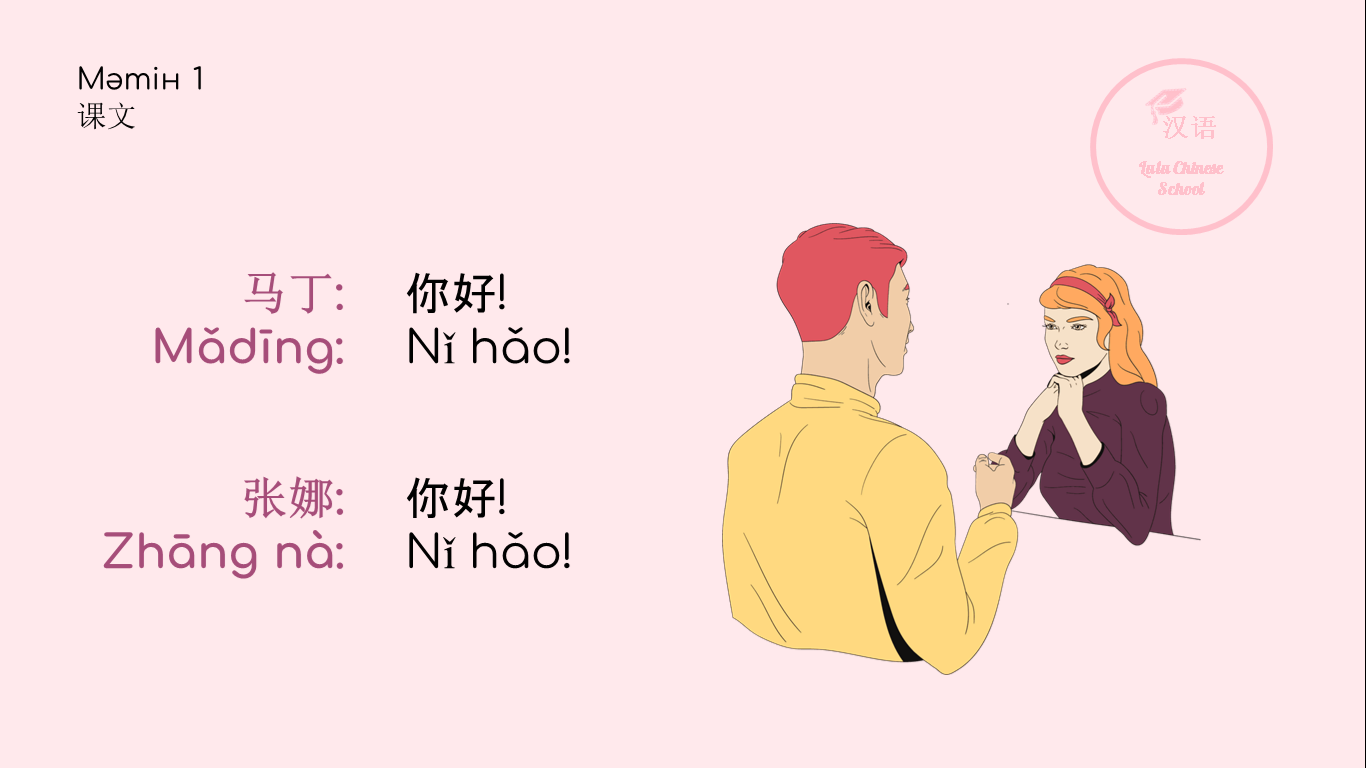 Мәтін 1
课文
汉语
Lulu Chinese
School
马丁: 你好!
Mǎdīng: Nǐ hǎo!
张娜: 你好!
Zhāng nà: Nǐ hǎo!